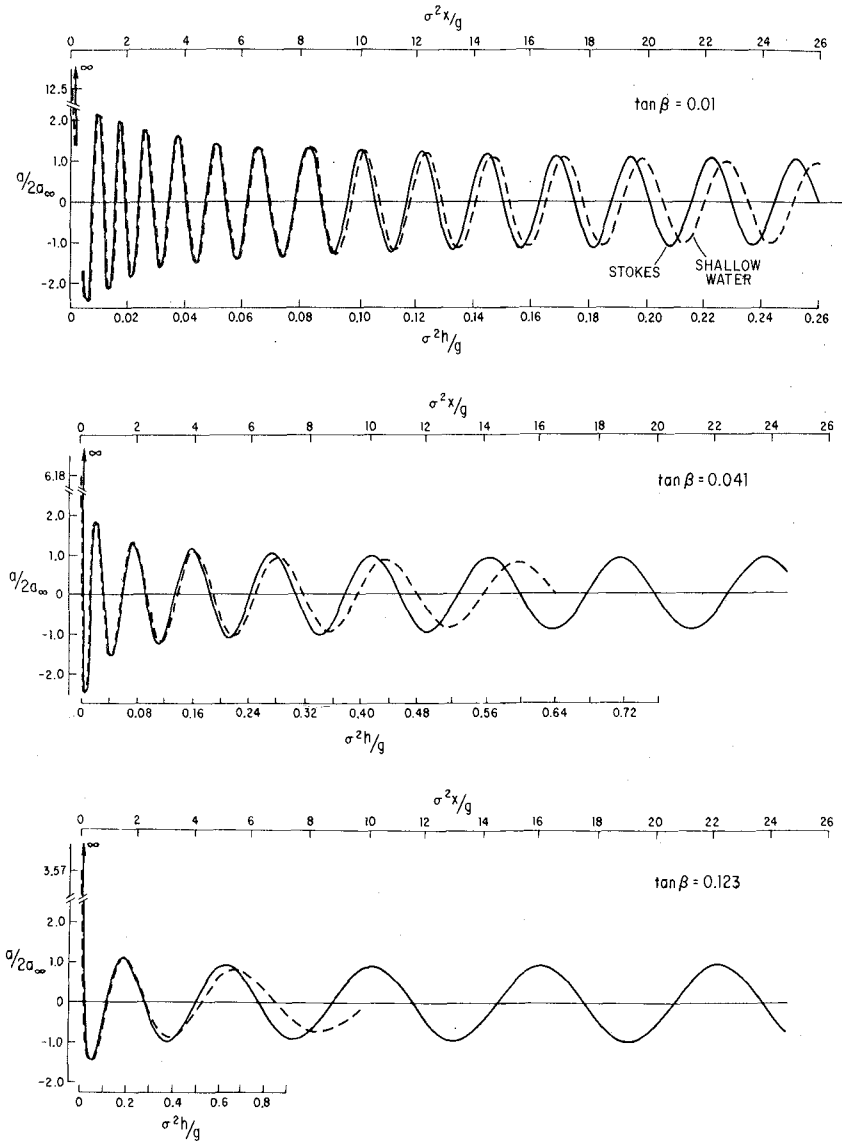 σ²x/g
0 2 4 6 8 10 12 14 16 18 20 22 24 26
∞
12.5
2.0
1.0
0
-1.0
-2.0
a/2a∞
tan β = 0.01
STOKES
SHALLOW
WATER
0 0.02 0.04 0.06 0.08 0.10 0.12 0.14 0.16 0.18 0.20 0.22 0.24 0.26
σ²h/g
σ²x/g
0 2 4 6 8 10 12 14 16 18 20 22 24 26
∞
6.18
2.0
1.0
0
-1.0
-2.0
a/2a∞
tan β = 0.041
0 0.08 0.16 0.24 0.32 0.40 0.48 0.56 0.64 0.72
σ²h/g
σ²x/g
0 2 4 6 8 10 12 14 16 18 20 22 24 26
∞
3.57
2.0
1.0
0
-1.0
-2.0
a/2a∞
tan β = 0.123
0 0.2 0.4 0.6 0.8
σ²h/g